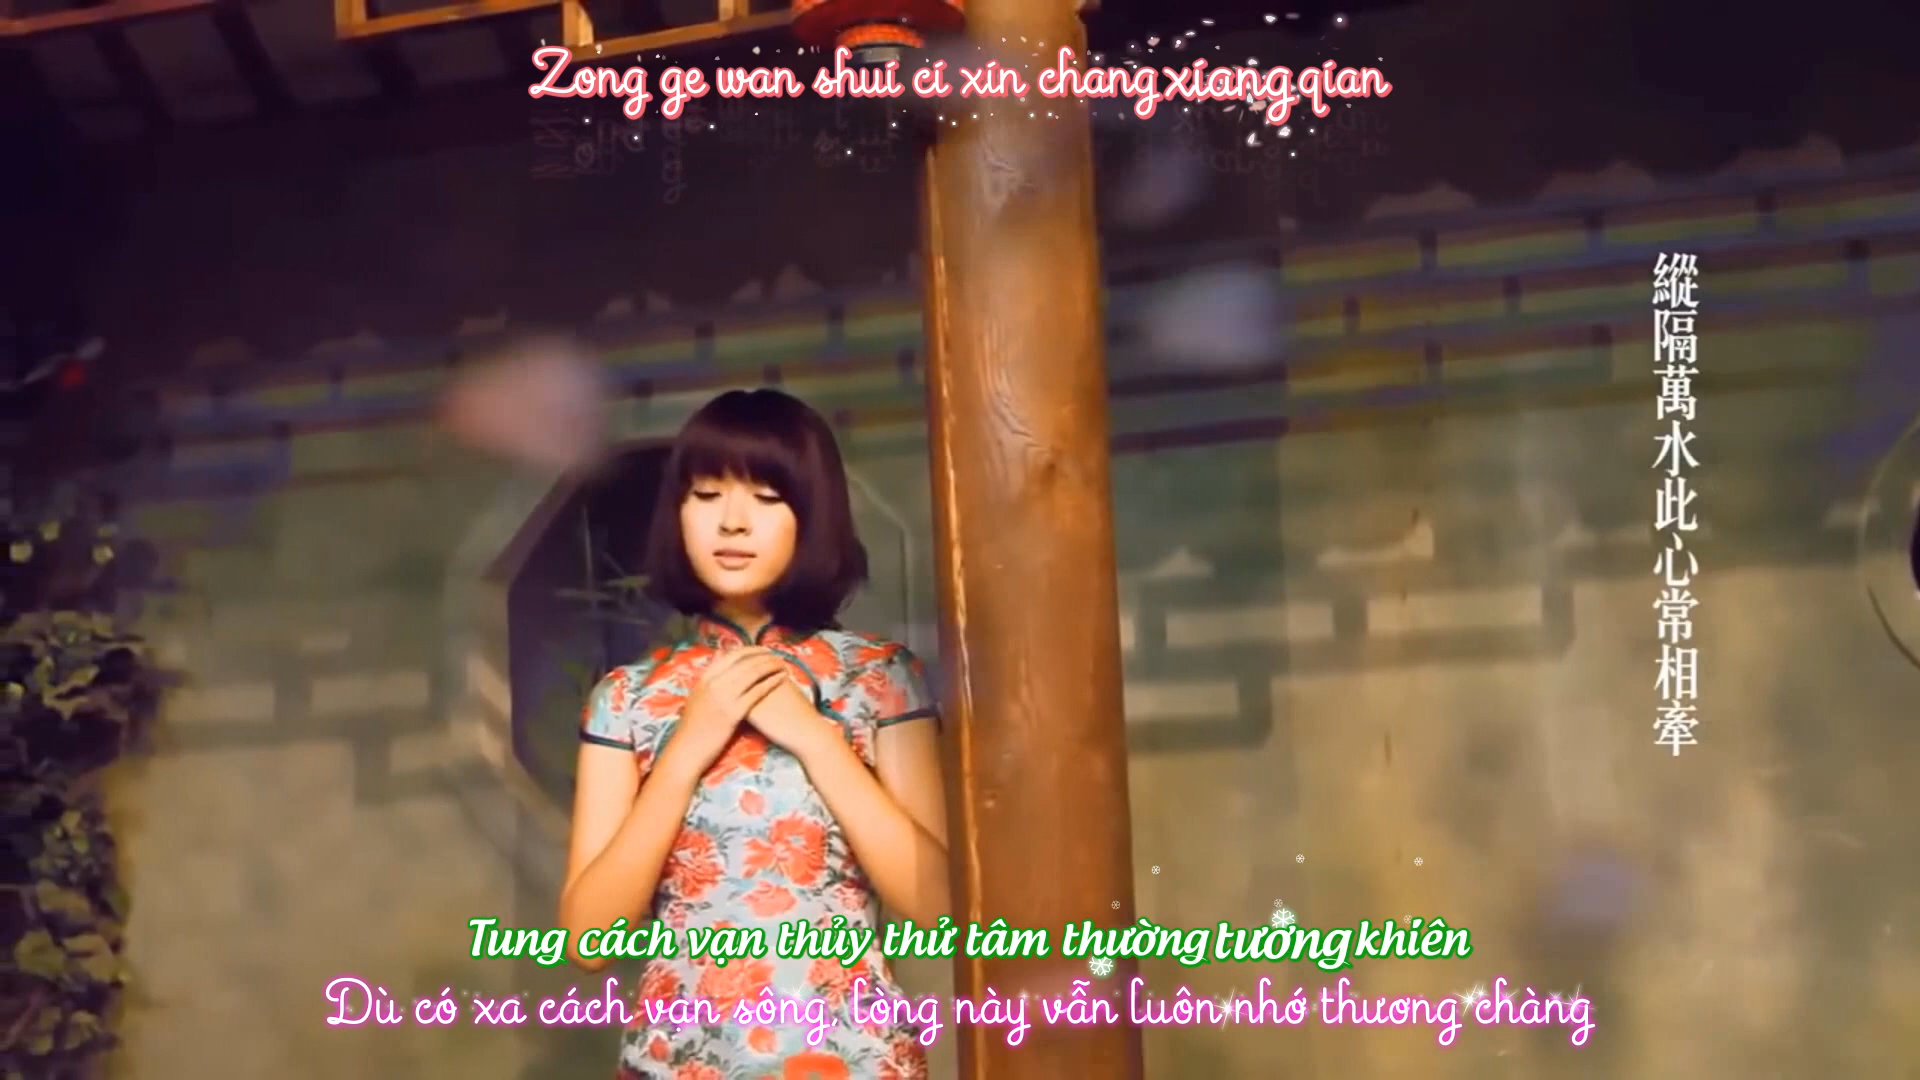 Zong ge wan shui ci xin chang xiang qian
縱隔萬水此心常相牽
Tung cách vạn thủy thử tâm thường tương khiên
Dù có xa cách vạn sông, lòng này vẫn luôn nhớ thương chàng